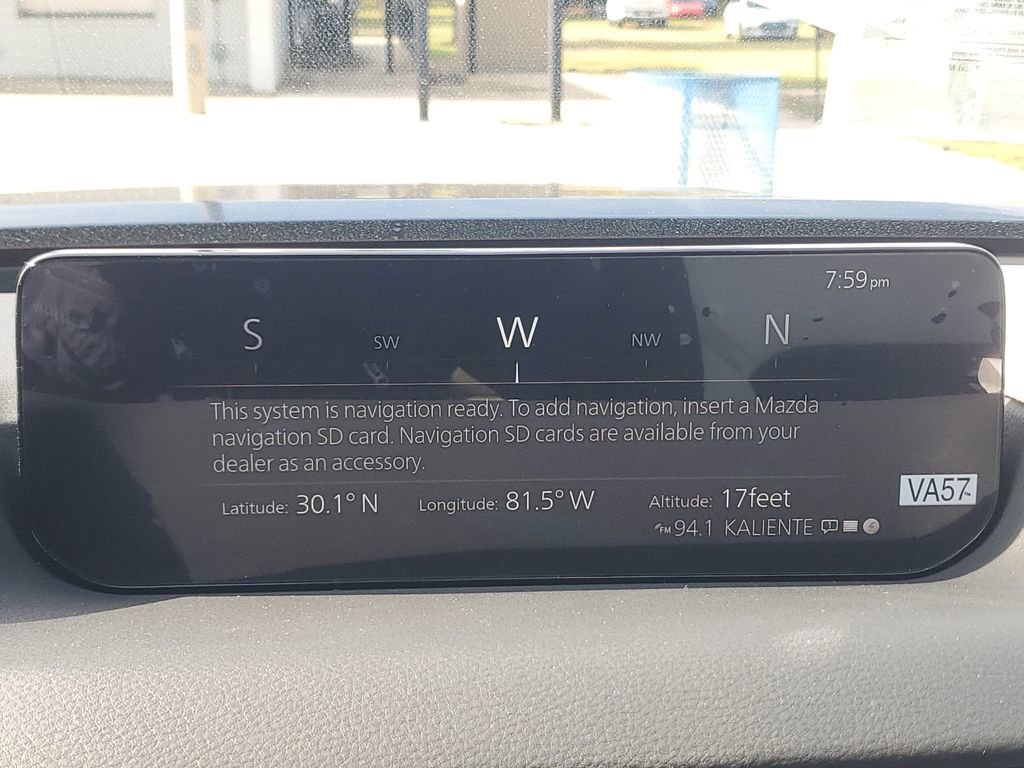 7:59 pm
S SW W NW N
This system is navigation ready. To add navigation, insert a Mazda
navigation SD card. Navigation SD cards are available from your
dealer as an accessory.
Latitude: 30.1° N Longitude: 81.5° W Altitude: 17feet
VA57
FM 94.1 KALIENTE